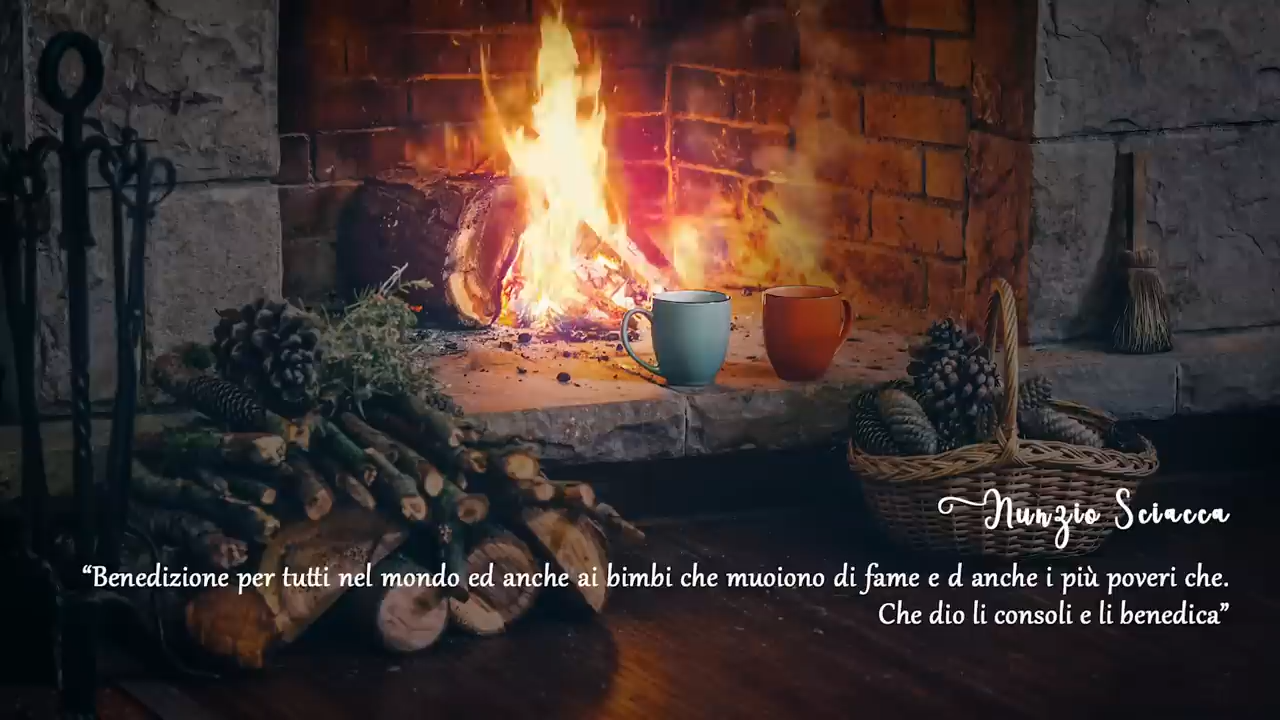 Nunzio Sciacca
“Benedizione per tutti nel mondo ed anche ai bimbi che muoiono di fame e d anche i più poveri che.
Che dio li consoli e li benedica”